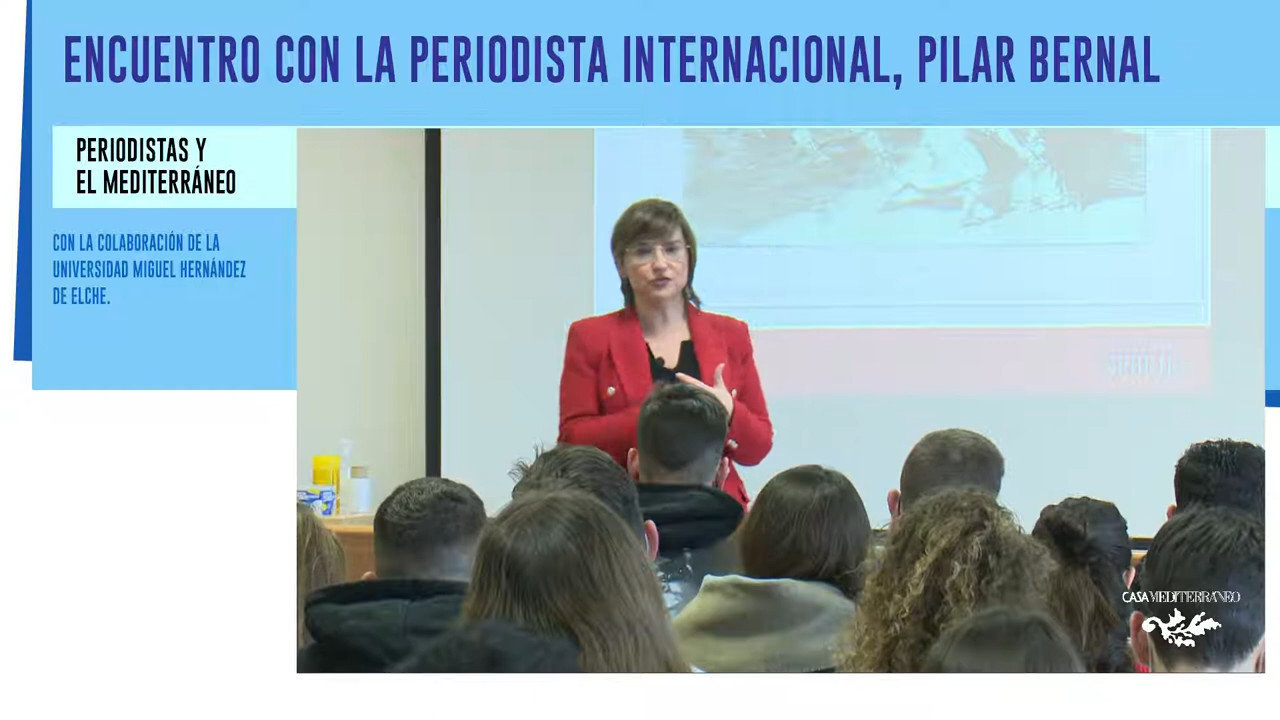 ENCUENTRO CON LA PERIODISTA INTERNACIONAL, PILAR BERNAL
PERIODISTAS Y
EL MEDITERRÁNEO
CON LA COLABORACIÓN DE LA
UNIVERSIDAD MIGUEL HERNÁNDEZ
DE ELCHE.
CASA MEDITERRÁNEO